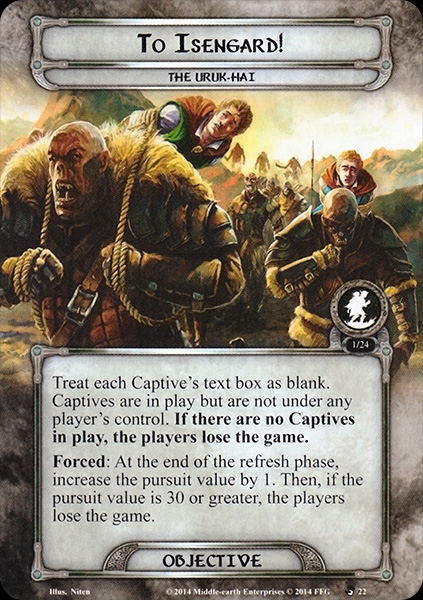 To Isengard!
The Uruk-hai
1/24
Treat each Captive's text box as blank.
Captives are in play but are not under any
player's control. If there are no Captives
in play, the players lose the game.
Forced: At the end of the refresh phase,
increase the pursuit value by 1. Then, if the
pursuit value is 30 or greater, the players
lose the game.
OBJECTIVE
Illus. Niten © 2014 Middle-earth Enterprises © 2014 FFG 22